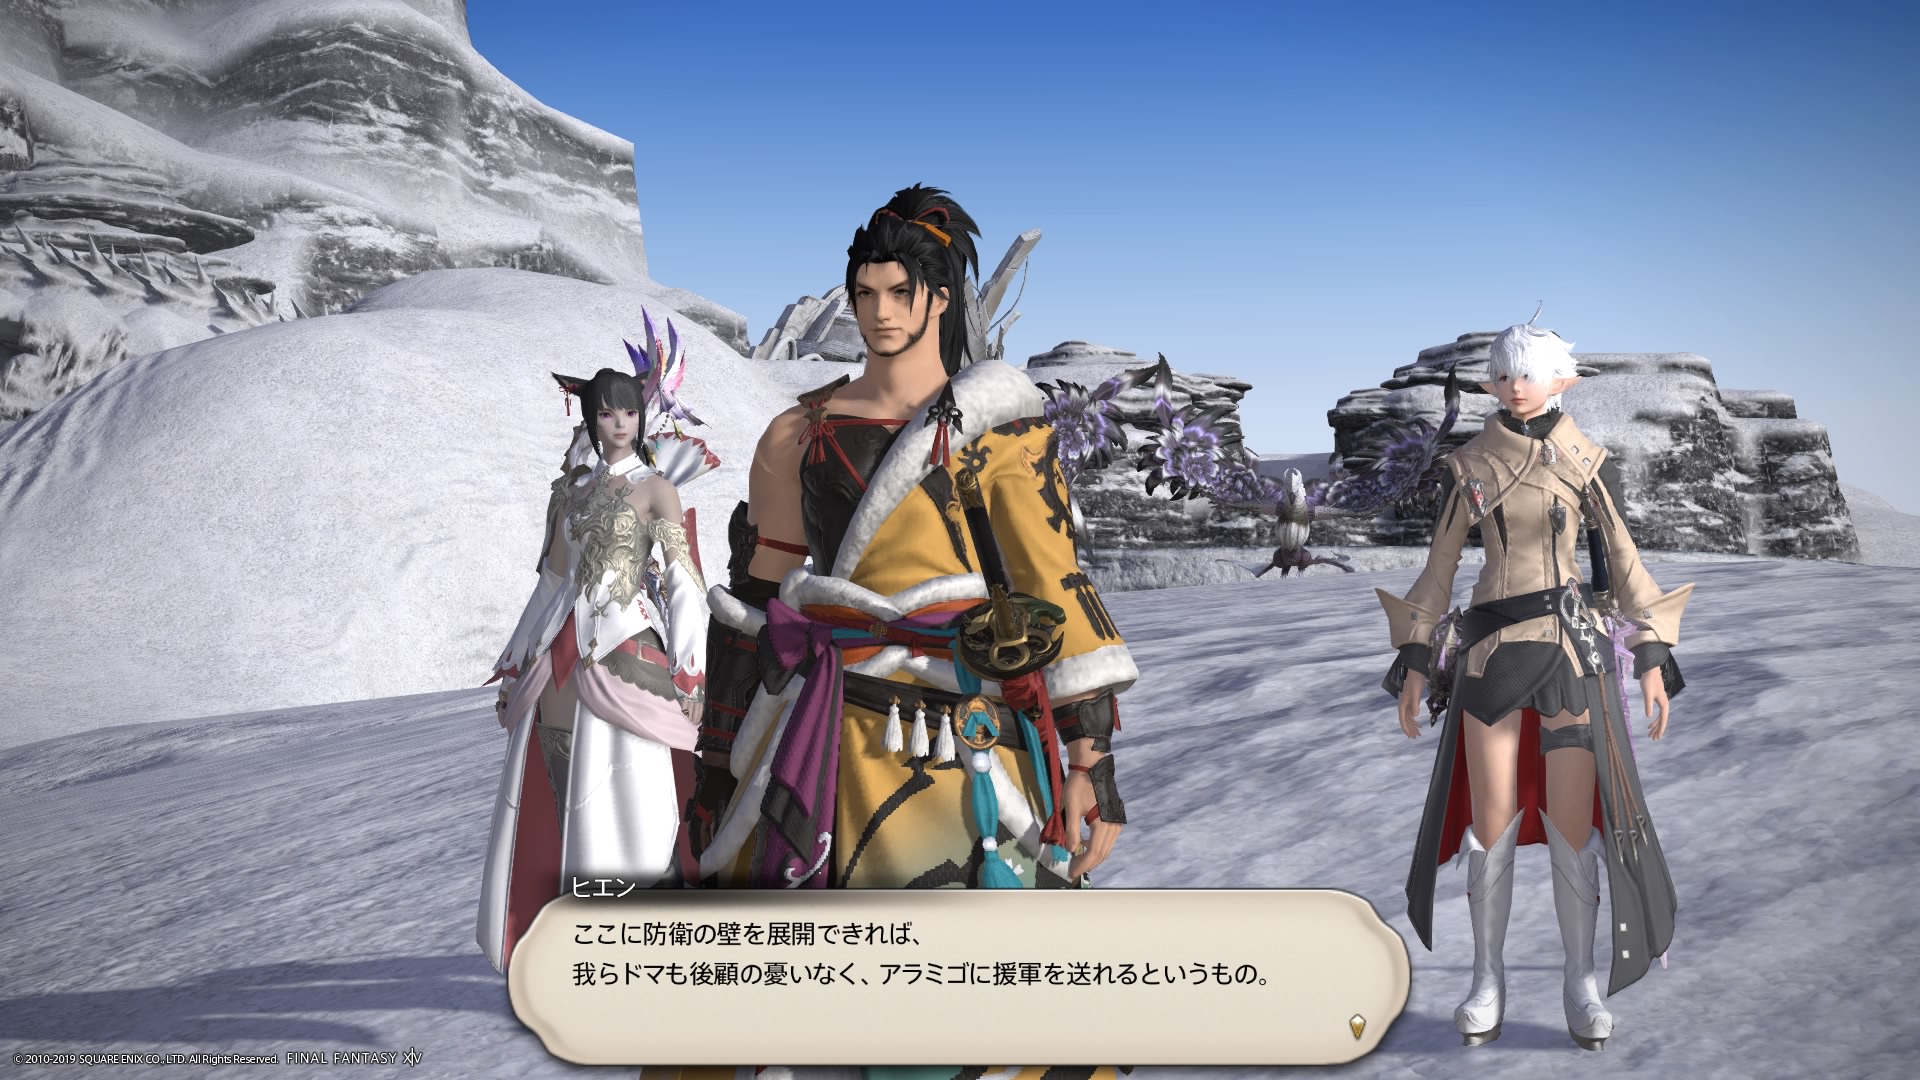 ヒエン
ここに防衛の壁を展開できれば、
我らドマも後顧の憂いなく、アラミゴに援軍を送れるというもの。
© 2010-2019 SQUARE ENIX CO., LTD. All Rights Reserved. FINAL FANTASY XIV